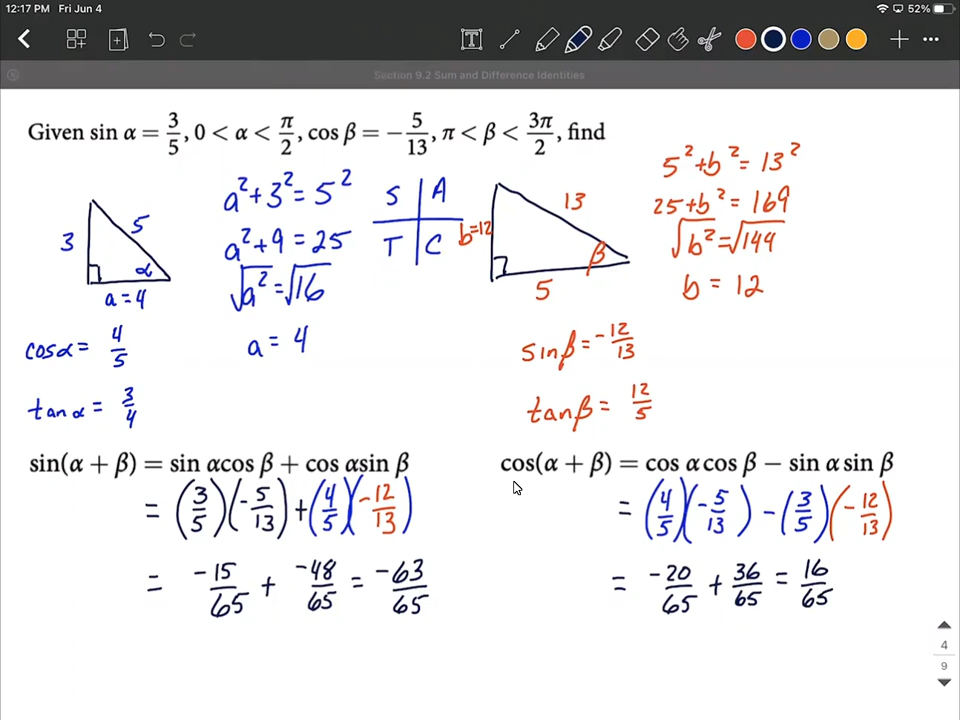 12:17 PM Fri Jun 4
52%
Section 9.2 Sum and Difference Identities
Given sin α = 3/5, 0 < α < π/2, cos β = −5/13, π < β < 3π/2, find
3
5
α
a = 4
a² + 3² = 5²
a² + 9 = 25
√a² = √16
a = 4
S A
T C
b=12
13
β
5
5² + b² = 13²
25 + b² = 169
√b² = √144
b = 12
cosα = 4/5
tanα = 3/4
sinβ = -12/13
tanβ = 12/5
sin(α + β) = sin αcos β + cos αsin β
= (3/5)(-5/13) + (4/5)(-12/13)
= -15/65 + -48/65 = -63/65
cos(α + β) = cos α cos β − sin α sin β
= (4/5)(-5/13) - (3/5)(-12/13)
= -20/65 + 36/65 = 16/65
4
9